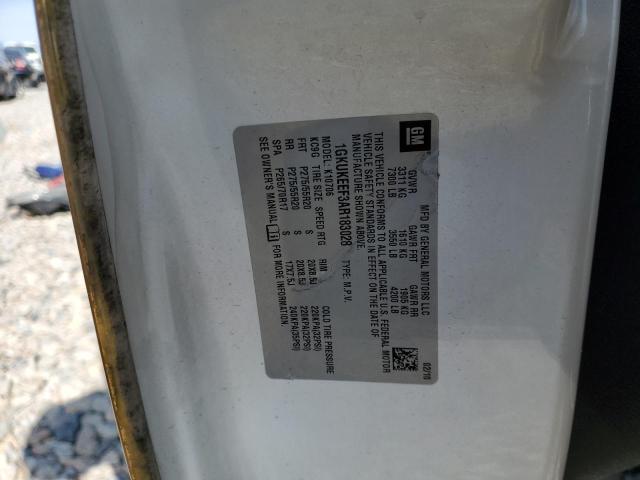 GM
MFD BY GENERAL MOTORS LLC
02/10
GVWR GAWR FRT GAWR RR
3311 KG 1610 KG 1905 KG
7300 LB 3550 LB 4200 LB
THIS VEHICLE CONFORMS TO ALL APPLICABLE U.S. FEDERAL MOTOR
VEHICLE SAFETY STANDARDS IN EFFECT ON THE DATE OF
MANUFACTURE SHOWN ABOVE.
1GKUKEEF3AR183028 TYPE: M.P.V.
MODEL: K10706
KC9G TIRE SIZE SPEED RTG RIM COLD TIRE PRESSURE
FRT P275/55R20 S 20X8.5J 220KPA(32PSI)
RR P275/55R20 S 20X8.5J 220KPA(32PSI)
SPA P265/70R17 S 17X7.5J 240KPA(35PSI)
SEE OWNER'S MANUAL FOR MORE INFORMATION.